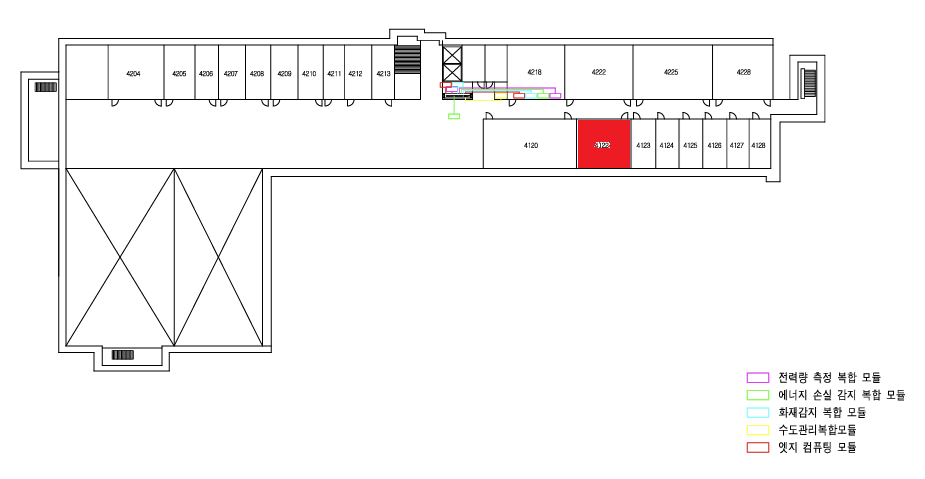 4204 4205 4206 4207 4208 4209 4210 4211 4212 4213 4218 4222 4225 4228
4120 4122 4123 4124 4125 4126 4127 4128
전력량 측정 복합 모듈
에너지 손실 감지 복합 모듈
화재감지 복합 모듈
수도관리복합모듈
엣지 컴퓨팅 모듈